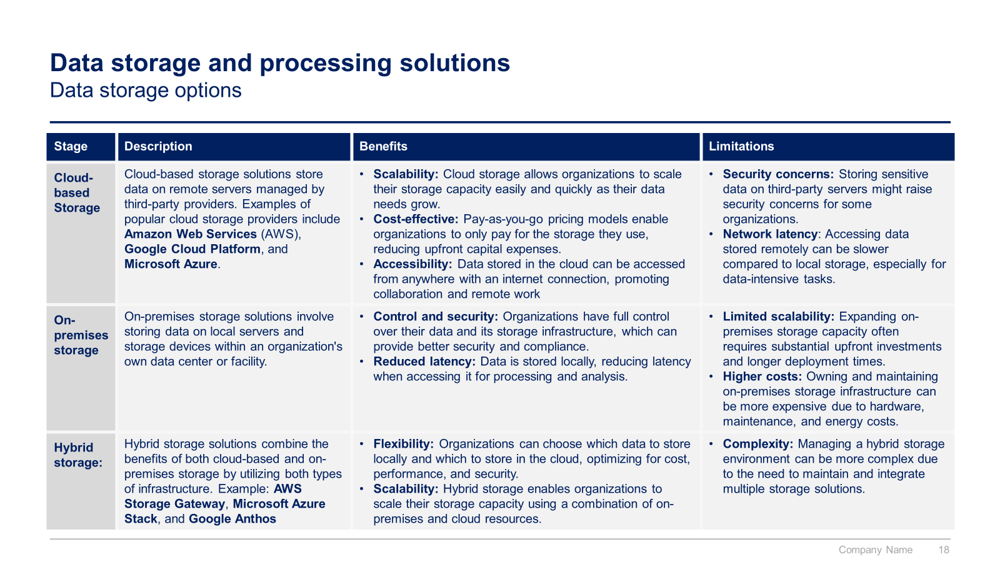 Data storage and processing solutions
Data storage options
Stage
Description
Benefits
Limitations
Cloud-
based
Storage
Cloud-based storage solutions store
data on remote servers managed by
third-party providers. Examples of
popular cloud storage providers include
Amazon Web Services (AWS),
Google Cloud Platform, and
Microsoft Azure.
• Scalability: Cloud storage allows organizations to scale
their storage capacity easily and quickly as their data
needs grow.
• Cost-effective: Pay-as-you-go pricing models enable
organizations to only pay for the storage they use,
reducing upfront capital expenses.
• Accessibility: Data stored in the cloud can be accessed
from anywhere with an internet connection, promoting
collaboration and remote work
• Security concerns: Storing sensitive
data on third-party servers might raise
security concerns for some
organizations.
• Network latency: Accessing data
stored remotely can be slower
compared to local storage, especially for
data-intensive tasks.
On-
premises
storage
On-premises storage solutions involve
storing data on local servers and
storage devices within an organization's
own data center or facility.
• Control and security: Organizations have full control
over their data and its storage infrastructure, which can
provide better security and compliance.
• Reduced latency: Data is stored locally, reducing latency
when accessing it for processing and analysis.
• Limited scalability: Expanding on-
premises storage capacity often
requires substantial upfront investments
and longer deployment times.
• Higher costs: Owning and maintaining
on-premises storage infrastructure can
be more expensive due to hardware,
maintenance, and energy costs.
Hybrid
storage:
Hybrid storage solutions combine the
benefits of both cloud-based and on-
premises storage by utilizing both types
of infrastructure. Example: AWS
Storage Gateway, Microsoft Azure
Stack, and Google Anthos
• Flexibility: Organizations can choose which data to store
locally and which to store in the cloud, optimizing for cost,
performance, and security.
• Scalability: Hybrid storage enables organizations to
scale their storage capacity using a combination of on-
premises and cloud resources.
• Complexity: Managing a hybrid storage
environment can be more complex due
to the need to maintain and integrate
multiple storage solutions.
Company Name
18